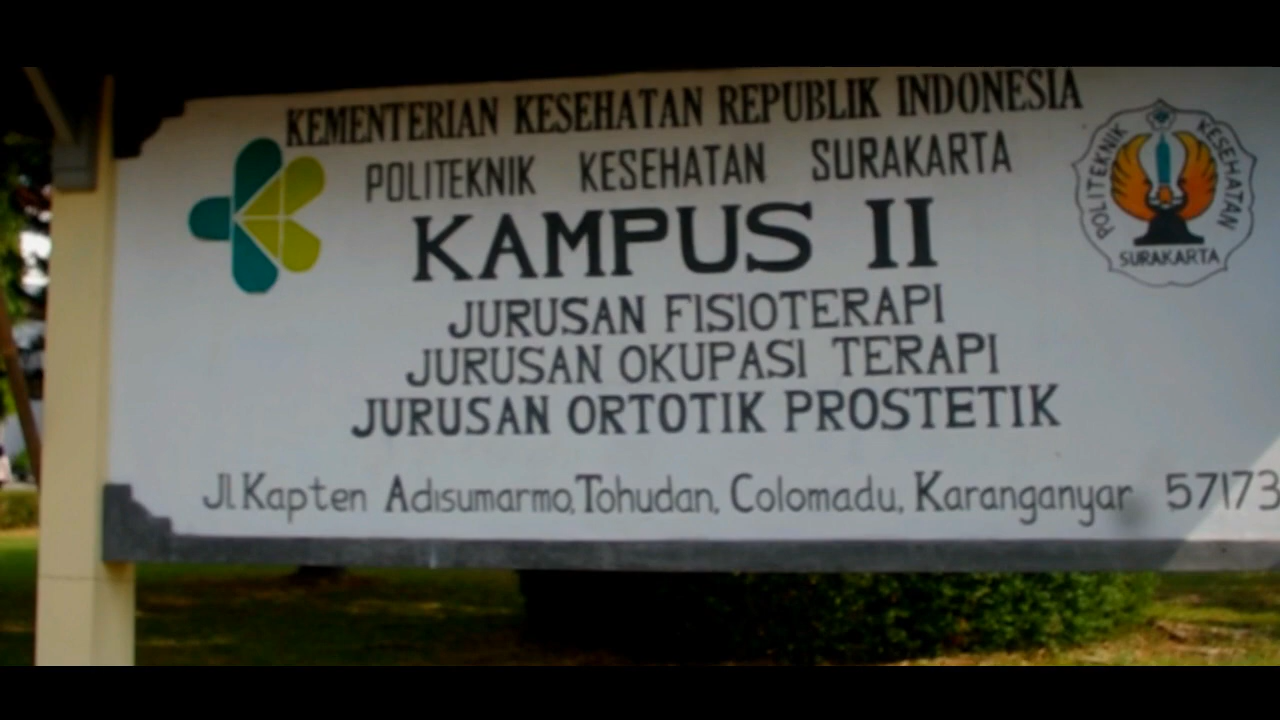 KEMENTERIAN KESEHATAN REPUBLIK INDONESIA
POLITEKNIK KESEHATAN SURAKARTA
KAMPUS II
JURUSAN FISIOTERAPI
JURUSAN OKUPASI TERAPI
JURUSAN ORTOTIK PROSTETIK
Jl.Kapten Adisumarmo,Tohudan, Colomadu, Karanganyar 57173
POLITEKNIK KESEHATAN
SURAKARTA